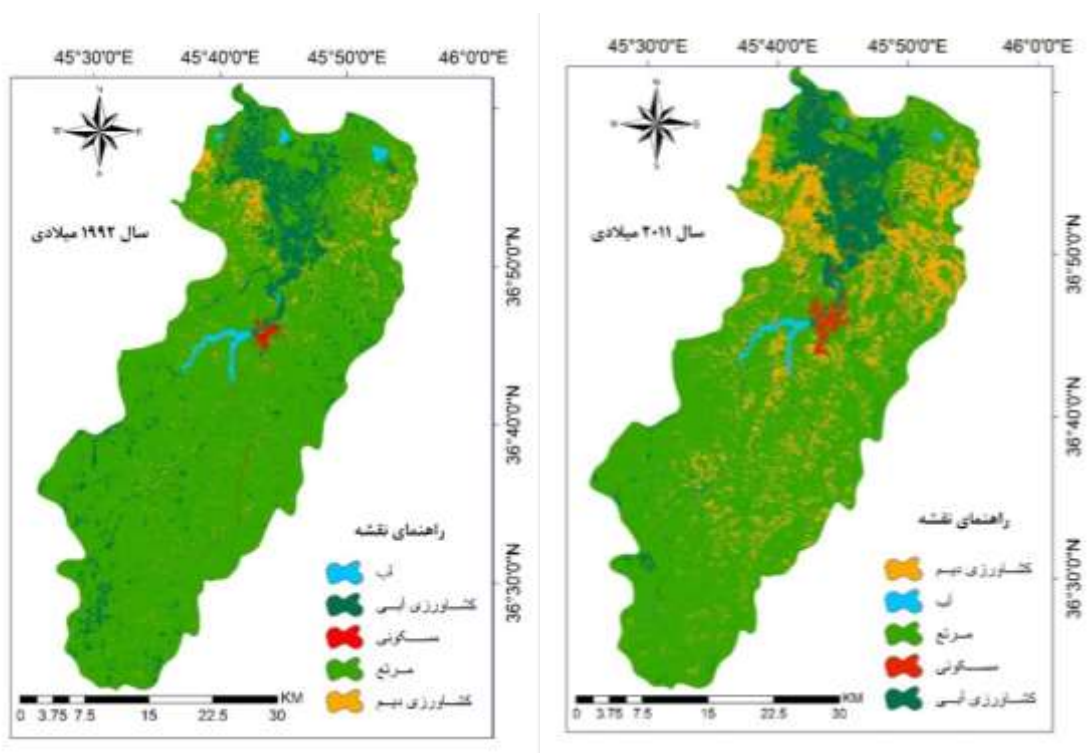 45°30'0"E 45°40'0"E 45°50'0"E 46°0'0"E
N
W E
S
سال ۱۹۹۲ میلادی
36°50'0"N
36°40'0"N
36°30'0"N
راهنمای نقشه
آب
کشاورزی آبی
مسکونی
مرتع
کشاورزی دیم
KM
0 3.75 7.5 15 22.5 30
45°30'0"E 45°40'0"E 45°50'0"E 46°0'0"E
سال ۲۰۱۱ میلادی
36°50'0"N
36°40'0"N
36°30'0"N
راهنمای نقشه
کشاورزی دیم
آب
مرتع
مسکونی
کشاورزی آبی
KM
0 3.75 7.5 15 22.5 30